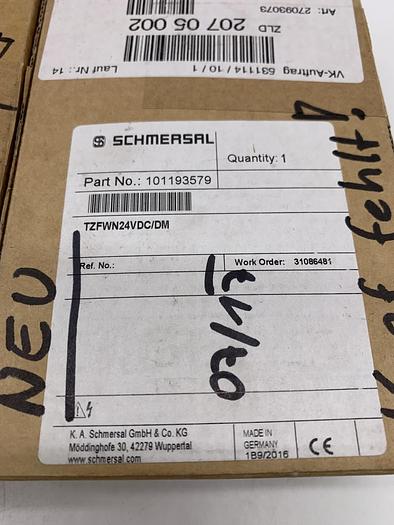 Art: 27093073
ZLD 207 05 002
VK-Auftrag 531114 / 10 / 1
Lauf Nr.: 14
SCHMERSAL
Quantity: 1
Part No.: 101193579
TZFWN24VDC/DM
Ref. No.:
Work Order: 31086481
K. A. Schmersal GmbH & Co. KG
Möddinghofe 30, 42279 Wuppertal
www.schmersal.com
MADE IN
GERMANY
1B9/2016
CE
NEU
fehlt!